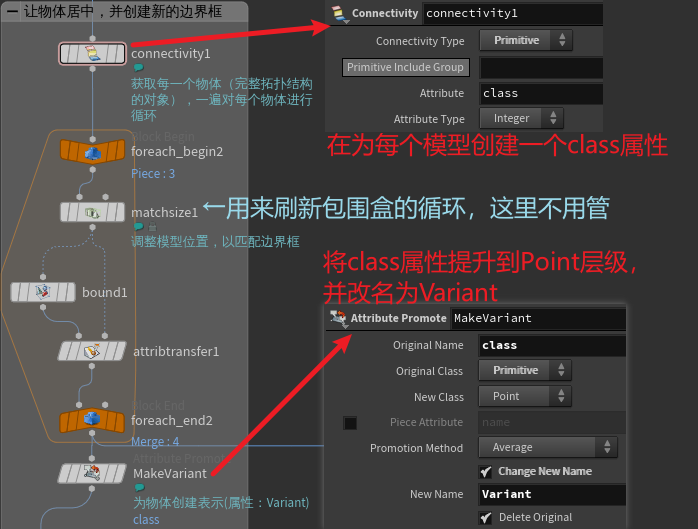 让物体居中，并创建新的边界框
connectivity1
获取每一个物体（完整拓扑结构
的对象），一遍对每个物体进行
循环
Block Begin
foreach_begin2
Piece : 3
matchsize1
调整模型位置，以匹配边界框
bound1
attribtransfer1
Block End
foreach_end2
Merge : 4
Attribute Promot
MakeVariant
为物体创建表示(属性：Variant)
class
Connectivity connectivity1
Connectivity Type Primitive
Primitive Include Group
Attribute class
Attribute Type Integer
在为每个模型创建一个class属性
←用来刷新包围盒的循环，这里不用管
将class属性提升到Point层级，
并改名为Variant
Attribute Promote MakeVariant
Original Name class
Original Class Primitive
New Class Point
Piece Attribute name
Promotion Method Average
Change New Name
New Name Variant
Delete Original